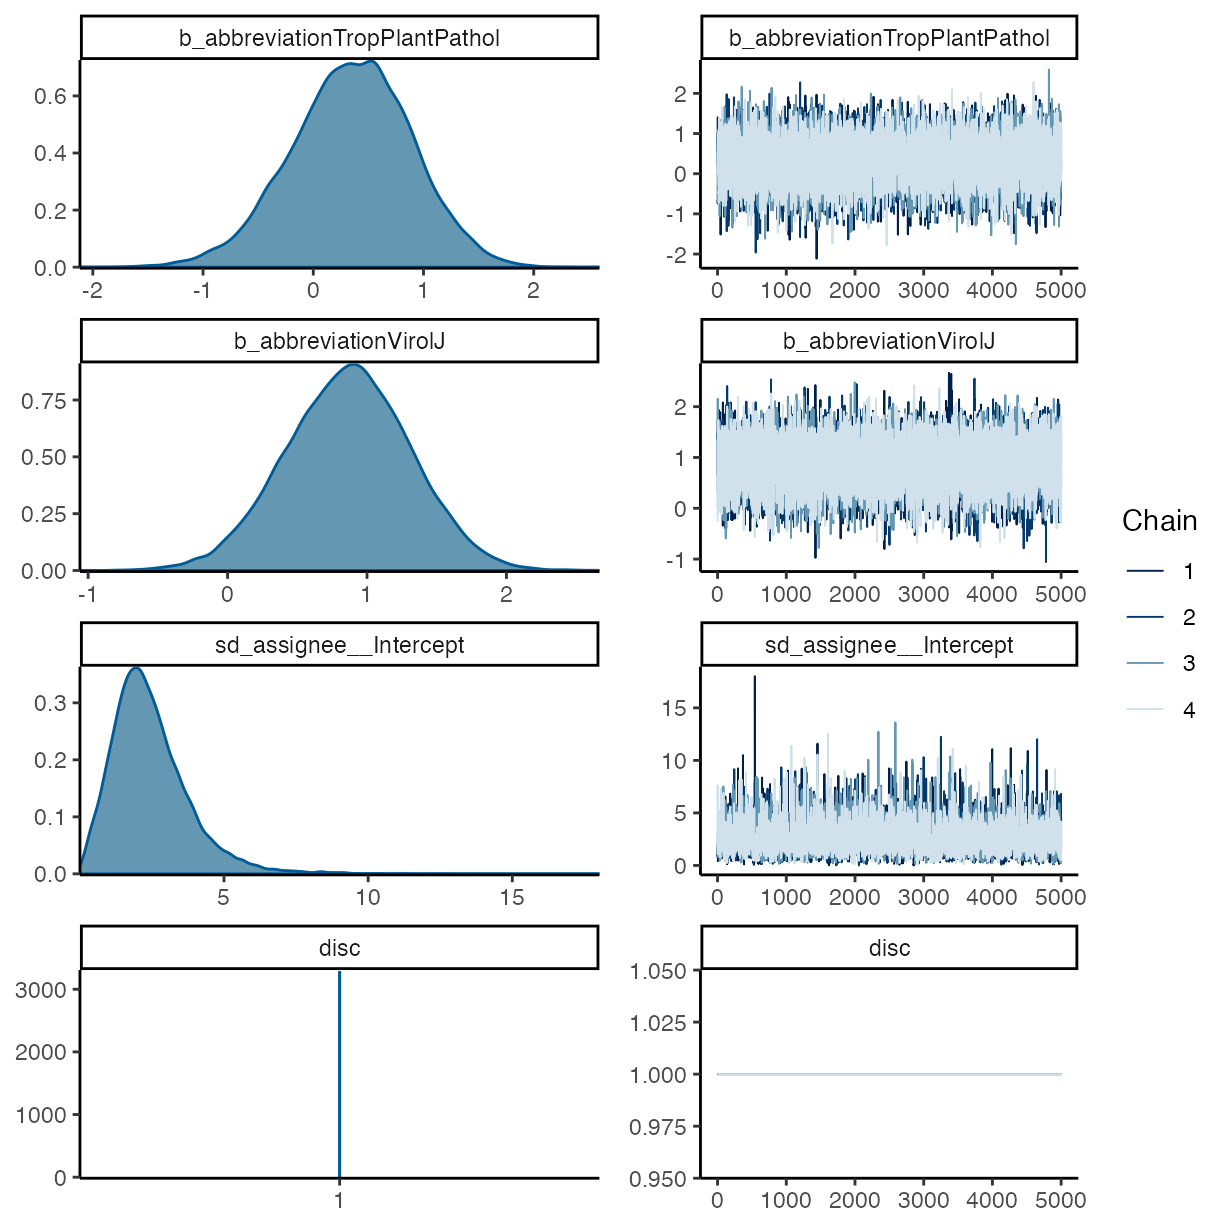 b_abbreviationTropPlantPathol
b_abbreviationTropPlantPathol
0.6
0.4
0.2
0.0
-2 -1 0 1 2
2
1
0
-1
-2
0 1000 2000 3000 4000 5000
b_abbreviationVirolJ
b_abbreviationVirolJ
0.75
0.50
0.25
0.00
-1 0 1 2
2
1
0
-1
0 1000 2000 3000 4000 5000
sd_assignee__Intercept
sd_assignee__Intercept
0.3
0.2
0.1
0.0
5 10 15
15
10
5
0
0 1000 2000 3000 4000 5000
disc
disc
3000
2000
1000
0
1
1.050
1.025
1.000
0.975
0.950
0 1000 2000 3000 4000 5000
Chain
1
2
3
4